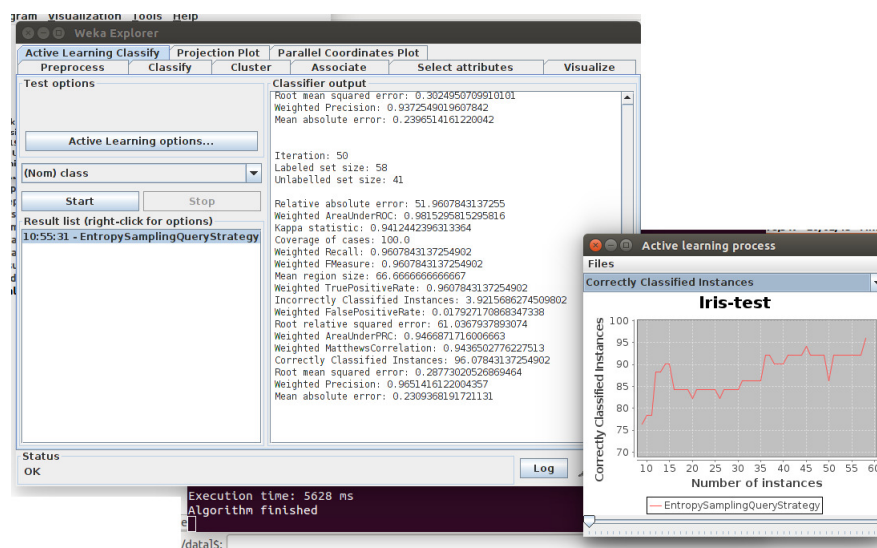 gram Visualization Tools Help
Weka Explorer
Active Learning Classify Projection Plot Parallel Coordinates Plot
Preprocess Classify Cluster Associate Select attributes Visualize
Test options
Active Learning options...
(Nom) class
Start Stop
Result list (right-click for options)
10:55:31 - EntropySamplingQueryStrategy
Classifier output
Root mean squared error: 0.3024950709910101
Weighted Precision: 0.9372549019607842
Mean absolute error: 0.2396514161220042
Iteration: 50
Labeled set size: 58
Unlabelled set size: 41
Relative absolute error: 51.9607843137255
Weighted AreaUnderROC: 0.9815295815295816
Kappa statistic: 0.9412442396313364
Coverage of cases: 100.0
Weighted Recall: 0.9607843137254902
Weighted FMeasure: 0.9607843137254902
Mean region size: 66.6666666666667
Weighted TruePositiveRate: 0.9607843137254902
Incorrectly Classified Instances: 3.9215686274509802
Weighted FalsePositiveRate: 0.017927170868347338
Root relative squared error: 61.0367937893074
Weighted AreaUnderPRC: 0.9466871716006663
Weighted MatthewsCorrelation: 0.9436502776227513
Correctly Classified Instances: 96.07843137254902
Root mean squared error: 0.28773020526869464
Weighted Precision: 0.9651416122004357
Mean absolute error: 0.2309368191721131
Status
OK
Log
Active learning process
Files
Correctly Classified Instances
Iris-test
Correctly Classified Instances
100
95
90
85
80
75
70
10 15 20 25 30 35 40 45 50 55 60
Number of instances
EntropySamplingQueryStrategy
Execution time: 5628 ms
Algorithm finished
/data]$: